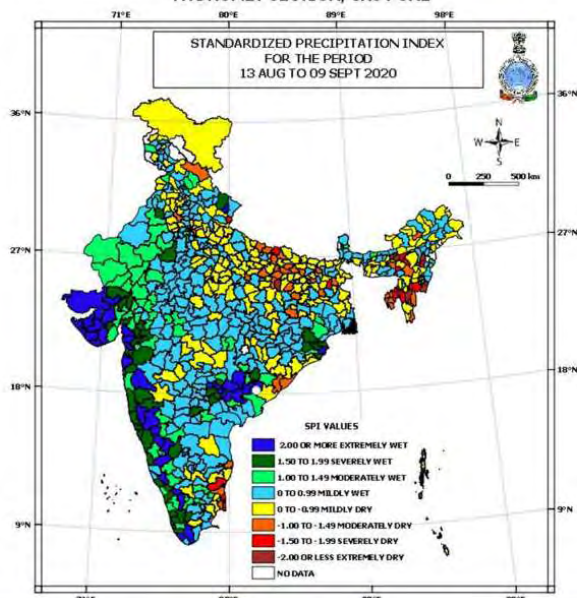 71°E
80°E
98°E
STANDARDIZED PRECIPITATION INDEX
FOR THE PERIOD
13 AUG TO 09 SEPT 2020
36°N
36°N
N
W
E
S
0 250 500 km
27°N
27°N
18°N
18°N
SPI VALUES
2.00 OR MORE EXTREMELY WET
1.50 TO 1.99 SEVERELY WET
1.00 TO 1.49 MODERATELY WET
0 TO 0.99 MILDLY WET
0 TO -0.99 MILDLY DRY
-1.00 TO -1.49 MODERATELY DRY
-1.50 TO -1.99 SEVERELY DRY
-2.00 OR LESS EXTREMELY DRY
NO DATA
9°N
9°N